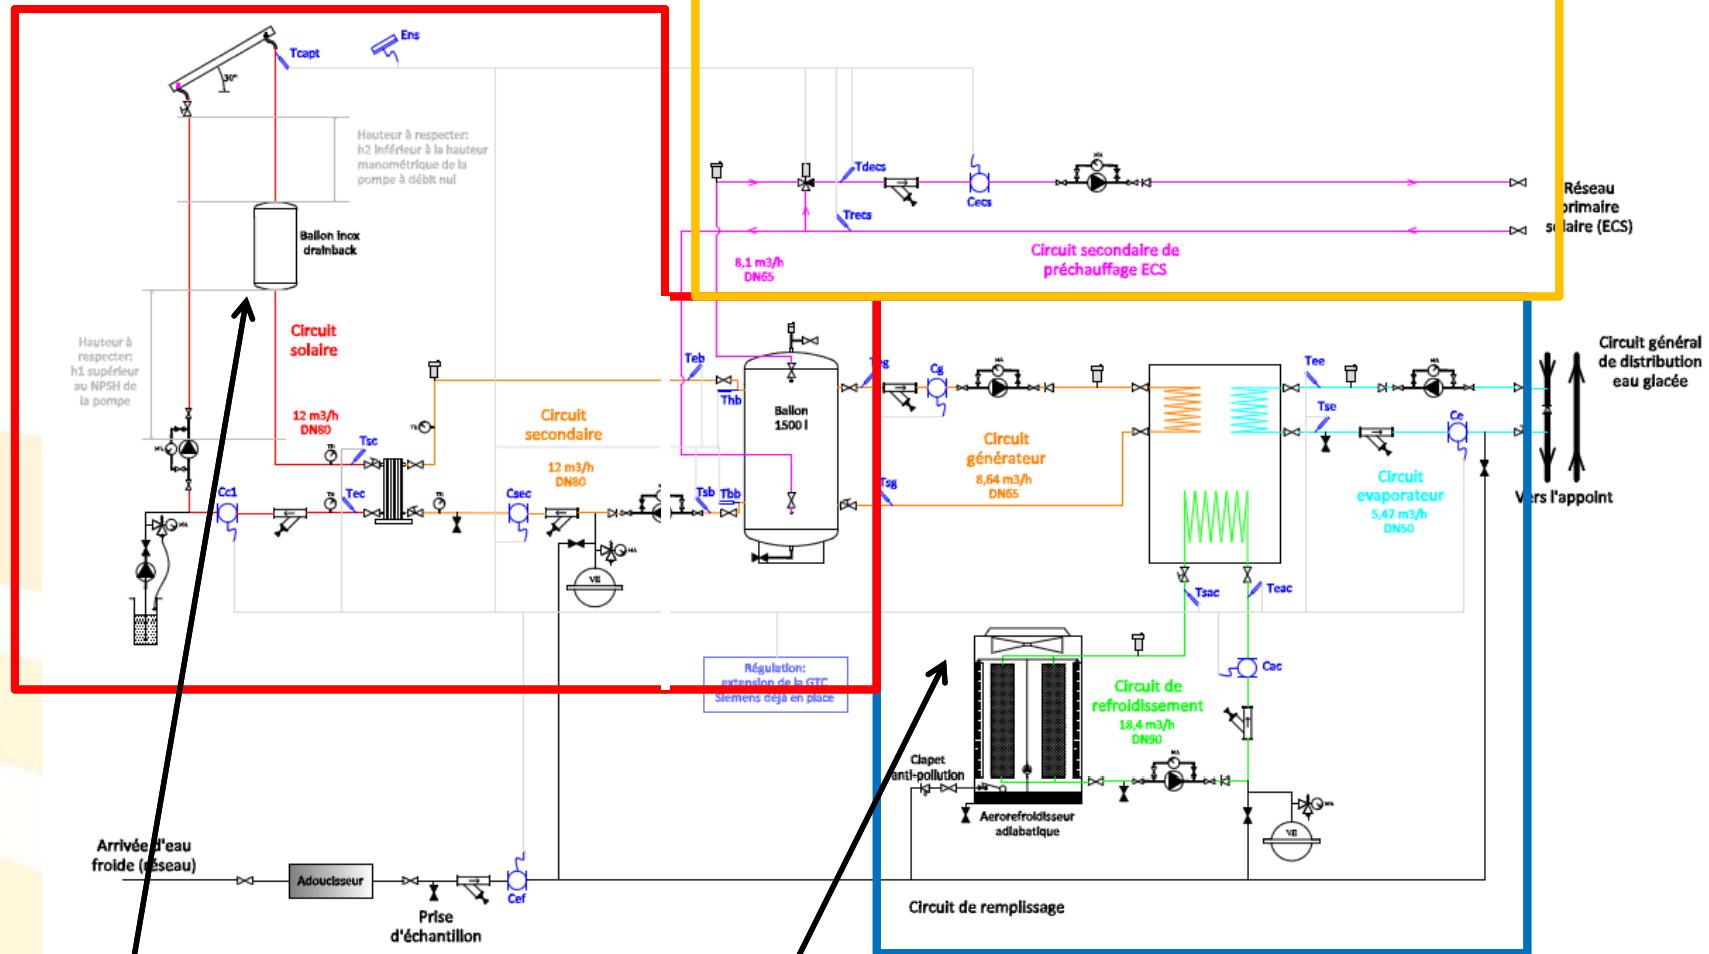 Tcapt
Ens
30°
Hauteur à respecter:
h2 inférieur à la hauteur
manométrique de la
pompe à débit nul
Ballon inox
drainback
Tdecs
Cecs
Trecs
Réseau
primaire
solaire (ECS)
Circuit secondaire de
préchauffage ECS
8,1 m3/h
DN65
Hauteur à
respecter:
h1 supérieur
au NPSH de
la pompe
Circuit
solaire
12 m3/h
DN80
Tsc
Tec
Cc1
Circuit
secondaire
12 m3/h
DN80
Csec
Teb
Thb
Tsb
Tbb
Ballon
1500 l
Cg
Tsg
Circuit
générateur
8,64 m3/h
DN65
Tee
Tse
Ce
Circuit
evaporateur
5,47 m3/h
DN50
Circuit général
de distribution
eau glacée
Vers l'appoint
VE
Tsac
Teac
Cac
Régulation:
extension de la GTC
Siemens déjà en place
Circuit de
refroidissement
18,4 m3/h
DN90
Clapet
anti-pollution
Aerorefroidisseur
adiabatique
VE
Arrivée d'eau
froide (réseau)
Adoucisseur
Cef
Prise
d'échantillon
Circuit de remplissage